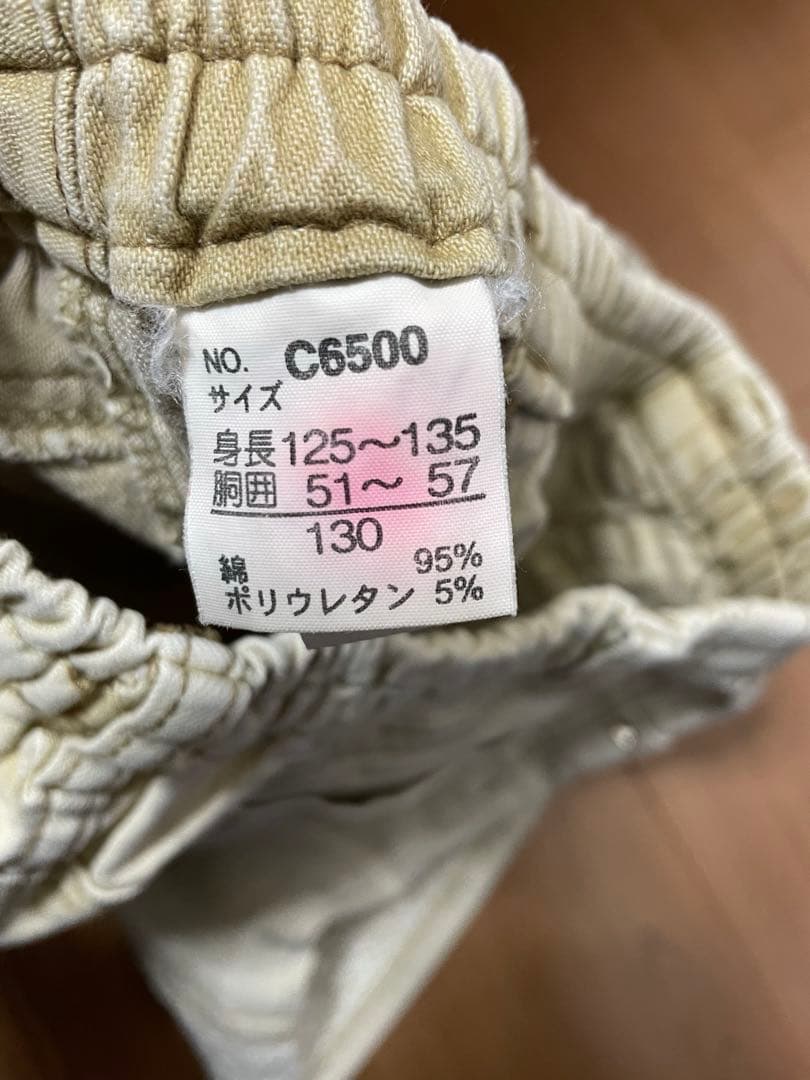 NO. C6500
サイズ
身長125〜135
胴囲 51〜 57
130
綿 95%
ポリウレタン 5%